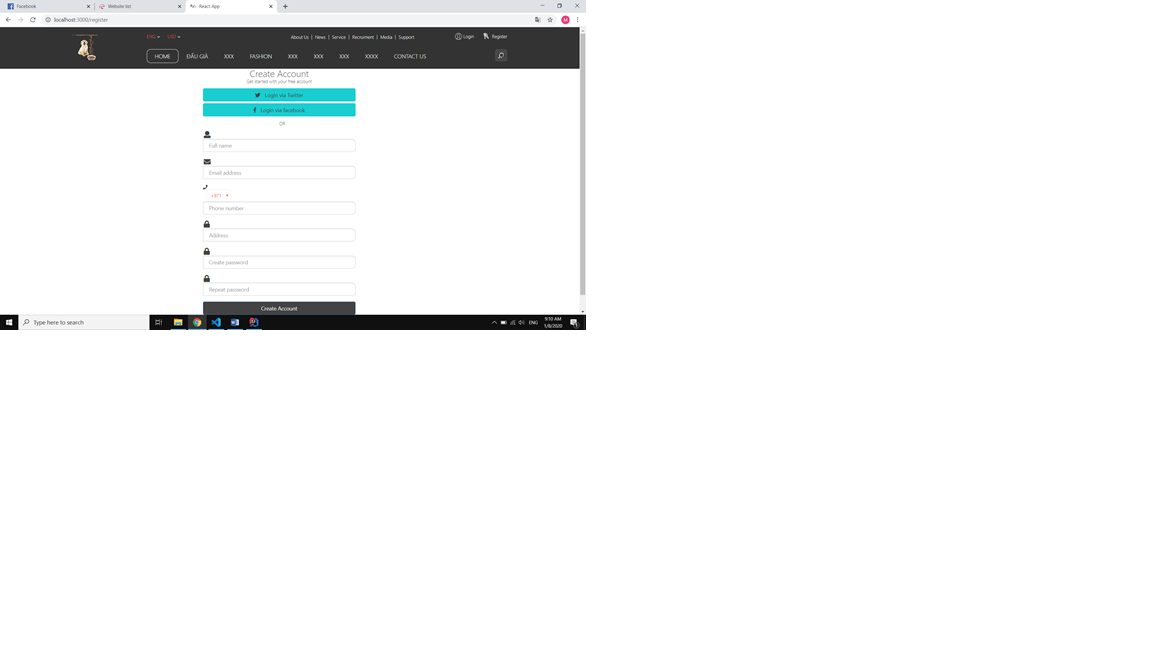 Facebook
Website list
React App
localhost:3000/register
ENG
USD
About Us | News | Service | Recruiment | Media | Support
Login
Register
HOME
ĐẤU GIÁ
XXX
FASHION
XXX
XXX
XXX
XXXX
CONTACT US
Create Account
Get started with your free account
Login via Twitter
Login via facebook
OR
Full name
Email address
+971
Phone number
Address
Create password
Repeat password
Create Account
Type here to search
ENG
9:10 AM
1/8/2020